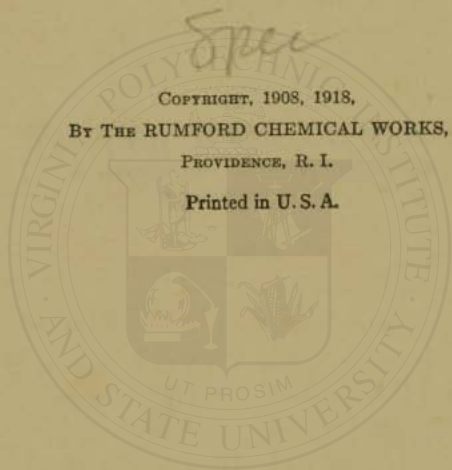 Spec
COPYRIGHT, 1908, 1918,
BY THE RUMFORD CHEMICAL WORKS,
PROVIDENCE, R. I.
Printed in U. S. A.
VIRGINIA POLYTECHNIC INSTITUTE
AND STATE UNIVERSITY
UT PROSIM